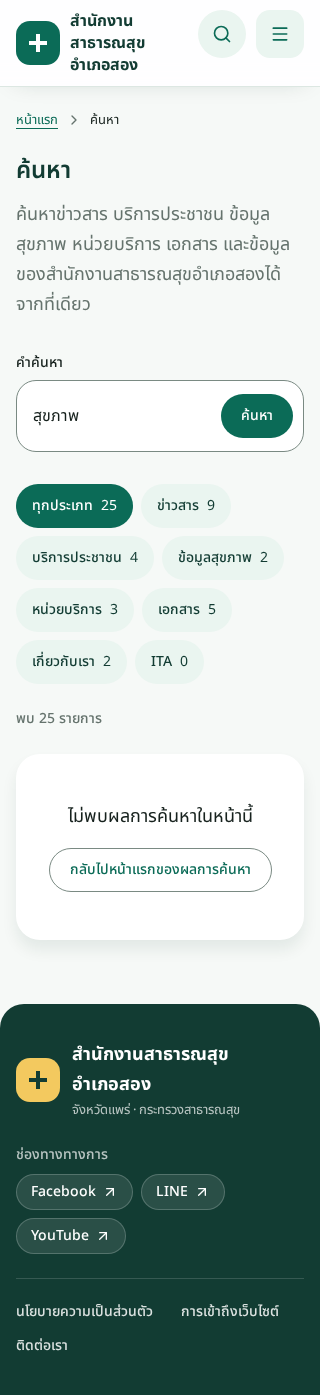 สำนักงาน
สาธารณสุข
อำเภอสอง
หน้าแรก > ค้นหา
ค้นหา
ค้นหาข่าวสาร บริการประชาชน ข้อมูล
สุขภาพ หน่วยบริการ เอกสาร และข้อมูล
ของสำนักงานสาธารณสุขอำเภอสองได้
จากที่เดียว
คำค้นหา
สุขภาพ ค้นหา
ทุกประเภท 25 ข่าวสาร 9
บริการประชาชน 4 ข้อมูลสุขภาพ 2
หน่วยบริการ 3 เอกสาร 5
เกี่ยวกับเรา 2 ITA 0
พบ 25 รายการ
ไม่พบผลการค้นหาในหน้านี้
กลับไปหน้าแรกของผลการค้นหา
สำนักงานสาธารณสุข
อำเภอสอง
จังหวัดแพร่ · กระทรวงสาธารณสุข
ช่องทางทางการ
Facebook LINE
YouTube
นโยบายความเป็นส่วนตัว การเข้าถึงเว็บไซต์
ติดต่อเรา